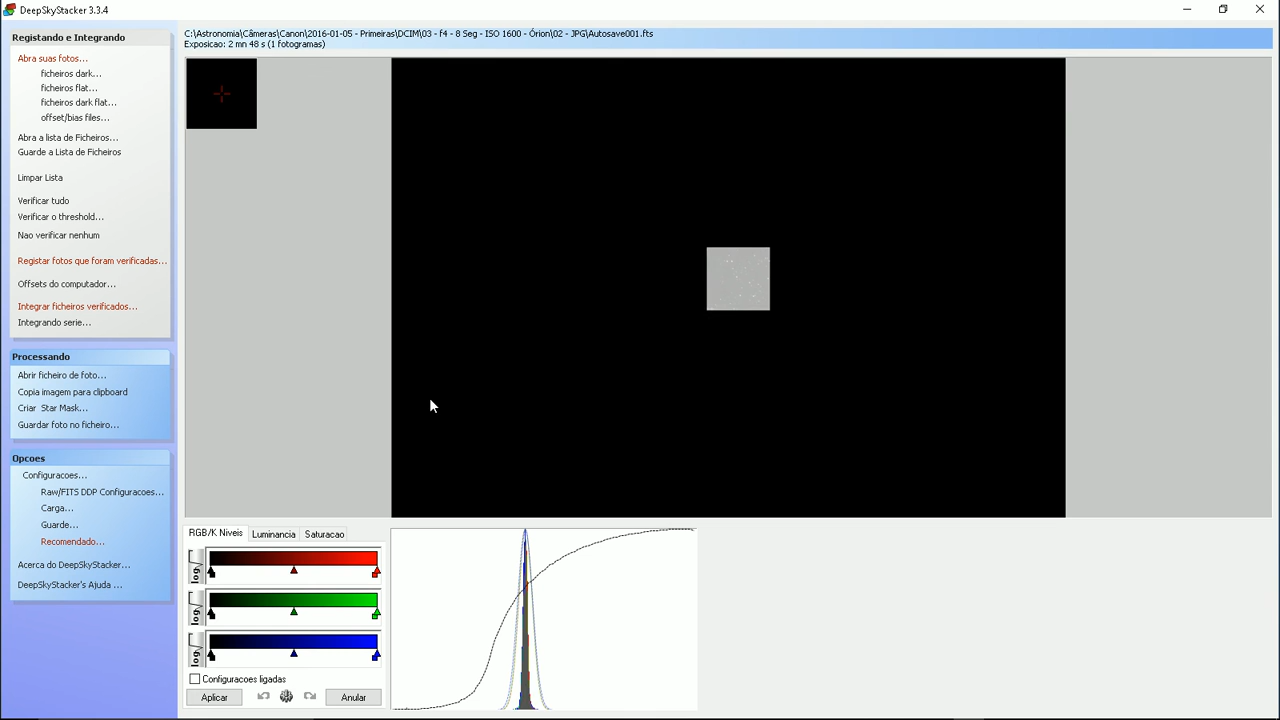 DeepSkyStacker 3.3.4
Registando e Integrando
Abra suas fotos...
ficheiros dark...
ficheiros flat...
ficheiros dark flat...
offset/bias files...
Abra a lista de Ficheiros...
Guarde a Lista de Ficheiros
Limpar Lista
Verificar tudo
Verificar o threshold...
Nao verificar nenhum
Registar fotos que foram verificadas...
Offsets do computador...
Integrar ficheiros verificados...
Integrando serie...
Processando
Abrir ficheiro de foto...
Copia imagem para clipboard
Criar Star Mask...
Guardar foto no ficheiro...
Opcoes
Configuracoes...
Raw/FITS DDP Configuracoes...
Carga...
Guarde...
Recomendado...
Acerca do DeepSkyStacker...
DeepSkyStacker's Ajuda ...
C:\Astronomia\Câmeras\Canon\2016-01-05 - Primeiras\DCIM\03 - f4 - 8 Seg - ISO 1600 - Órion\02 - JPG\Autosave001.fts
Exposicao: 2 mn 48 s (1 fotogramas)
RGB/K Niveis
Luminancia
Saturacao
log
log
log
Configuracoes ligadas
Aplicar
Anular